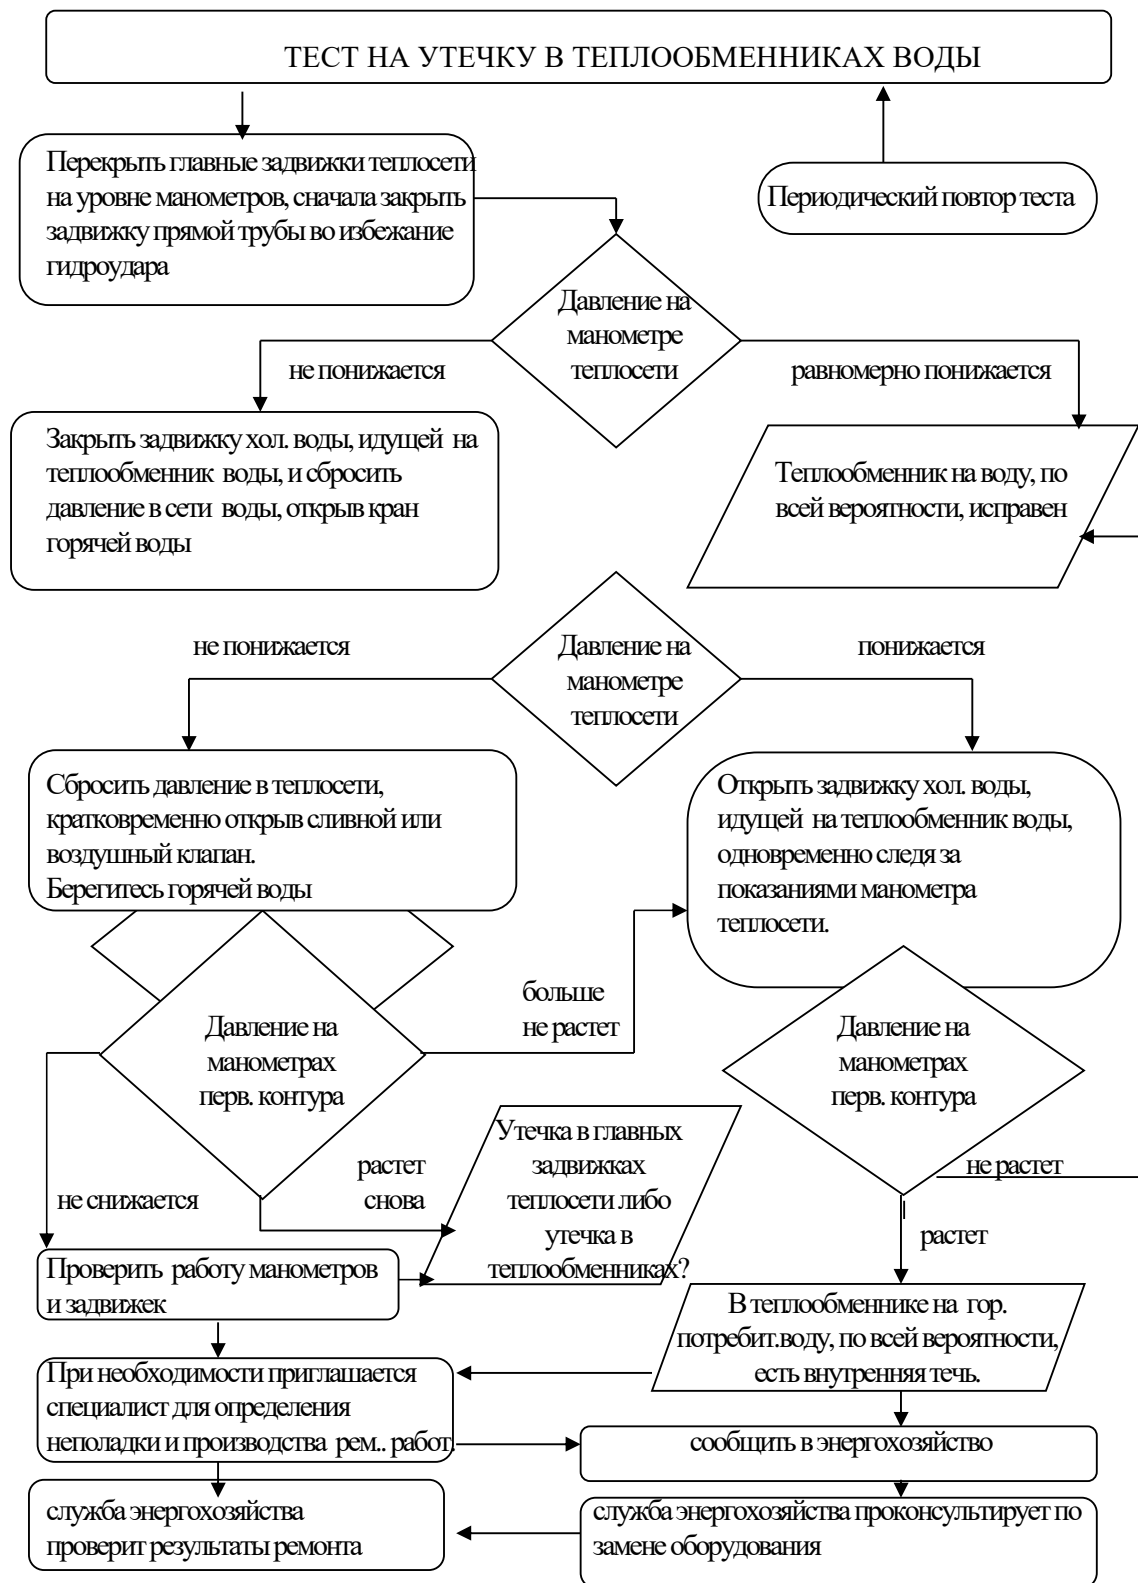 ТЕСТ НА УТЕЧКУ В ТЕПЛООБМЕННИКАХ ВОДЫ
Перекрыть главные задвижки теплосети
на уровне манометров, сначала закрыть
задвижку прямой трубы во избежание
гидроудара
Периодический повтор теста
Давление на
манометре
теплосети
не понижается
равномерно понижается
Закрыть задвижку хол. воды, идущей на
теплообменник воды, и сбросить
давление в сети воды, открыв кран
горячей воды
Теплообменник на воду, по
всей вероятности, исправен
Давление на
манометре
теплосети
не понижается
понижается
Сбросить давление в теплосети,
кратковременно открыв сливной или
воздушный клапан.
Берегитесь горячей воды
Открыть задвижку хол. воды,
идущей на теплообменник воды,
одновременно следя за
показаниями манометра
теплосети.
больше
не растет
Давление на
манометрах
перв. контура
Давление на
манометрах
перв. контура
не снижается
растет
снова
Утечка в главных
задвижках
теплосети либо
утечка в
теплообменниках?
не растет
растет
Проверить работу манометров
и задвижек
В теплообменнике на гор.
потребит.воду, по всей вероятности,
есть внутренняя течь.
При необходимости приглашается
специалист для определения
неполадки и производства рем.. работ.
сообщить в энергохозяйство
служба энергохозяйства
проверит результаты ремонта
служба энергохозяйства проконсультирует по
замене оборудования